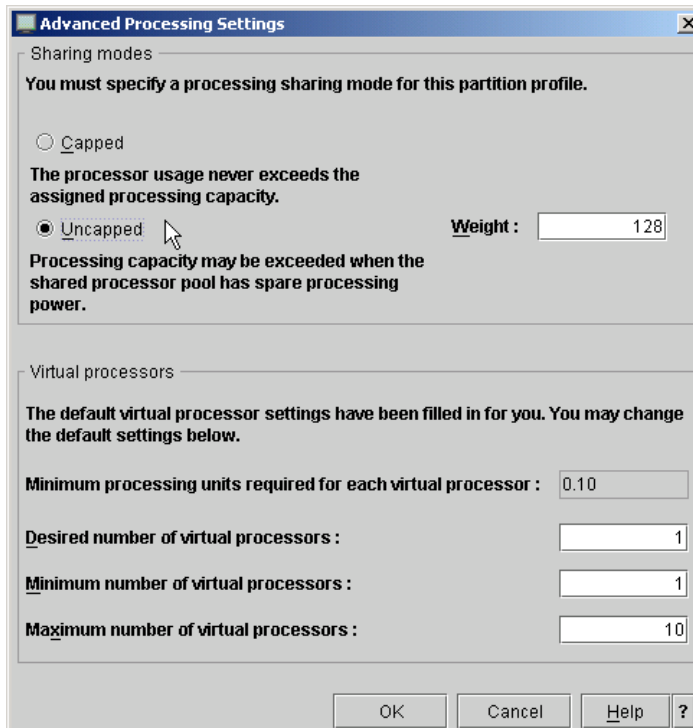 Advanced Processing Settings
Sharing modes
You must specify a processing sharing mode for this partition profile.
Capped
The processor usage never exceeds the
assigned processing capacity.
Uncapped
Weight :
128
Processing capacity may be exceeded when the
shared processor pool has spare processing
power.
Virtual processors
The default virtual processor settings have been filled in for you. You may change
the default settings below.
Minimum processing units required for each virtual processor :
0.10
Desired number of virtual processors :
1
Minimum number of virtual processors :
1
Maximum number of virtual processors :
10
OK
Cancel
Help
?